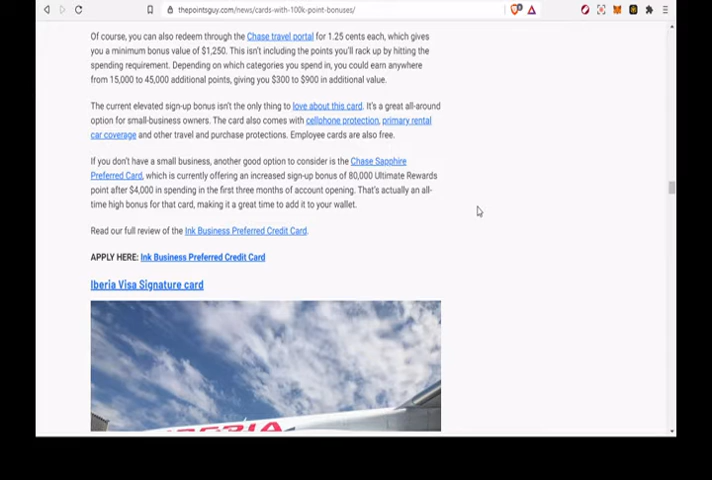 thepointsguy.com/news/cards-with-100k-point-bonuses/
Of course, you can also redeem through the Chase travel portal for 1.25 cents each, which gives
you a minimum bonus value of $1,250. This isn't including the points you'll rack up by hitting the
spending requirement. Depending on which categories you spend in, you could earn anywhere
from 15,000 to 45,000 additional points, giving you $300 to $900 in additional value.
The current elevated sign-up bonus isn't the only thing to love about this card. It's a great all-around
option for small-business owners. The card also comes with cellphone protection, primary rental
car coverage and other travel and purchase protections. Employee cards are also free.
If you don't have a small business, another good option to consider is the Chase Sapphire
Preferred Card, which is currently offering an increased sign-up bonus of 80,000 Ultimate Rewards
point after $4,000 in spending in the first three months of account opening. That's actually an all-
time high bonus for that card, making it a great time to add it to your wallet.
Read our full review of the Ink Business Preferred Credit Card.
APPLY HERE: Ink Business Preferred Credit Card
Iberia Visa Signature card
IBERIA